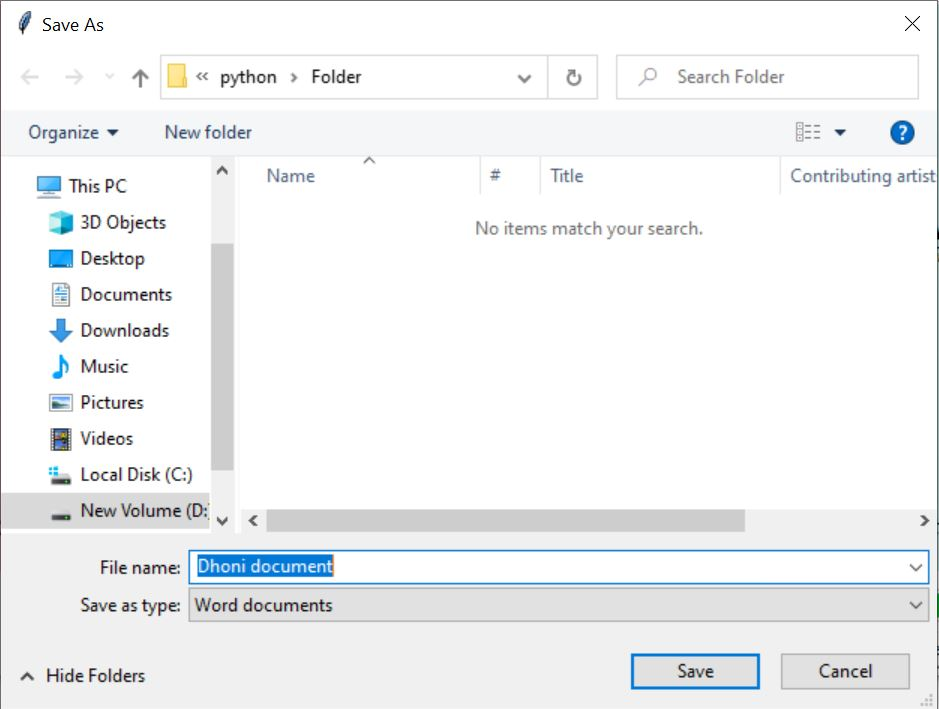 Save As
« python › Folder
Search Folder
Organize
New folder
?
Name
#
Title
Contributing artist
No items match your search.
This PC
3D Objects
Desktop
Documents
Downloads
Music
Pictures
Videos
Local Disk (C:)
New Volume (D:
File name: Dhoni document
Save as type: Word documents
Hide Folders
Save
Cancel